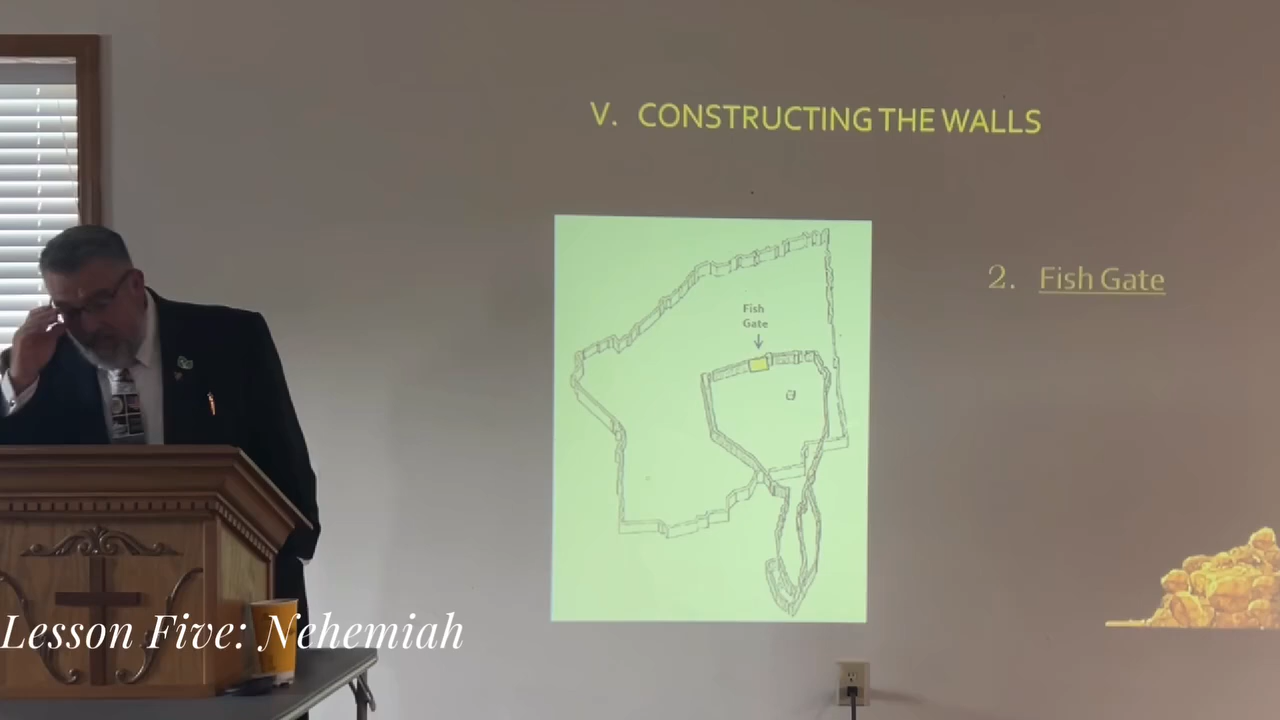 V. CONSTRUCTING THE WALLS
Fish
Gate
2. Fish Gate
Lesson Five: Nehemiah